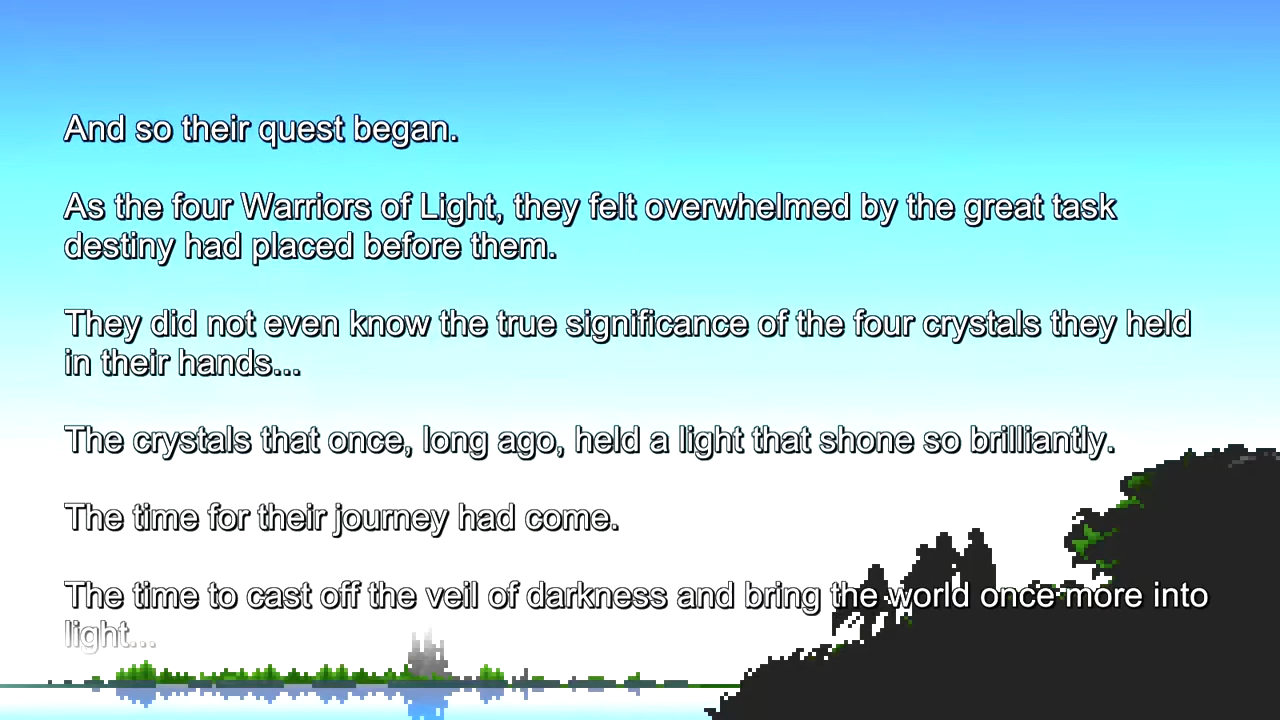 And so their quest began.
As the four Warriors of Light, they felt overwhelmed by the great task
destiny had placed before them.
They did not even know the true significance of the four crystals they held
in their hands...
The crystals that once, long ago, held a light that shone so brilliantly.
The time for their journey had come.
The time to cast off the veil of darkness and bring the world once more into
light...